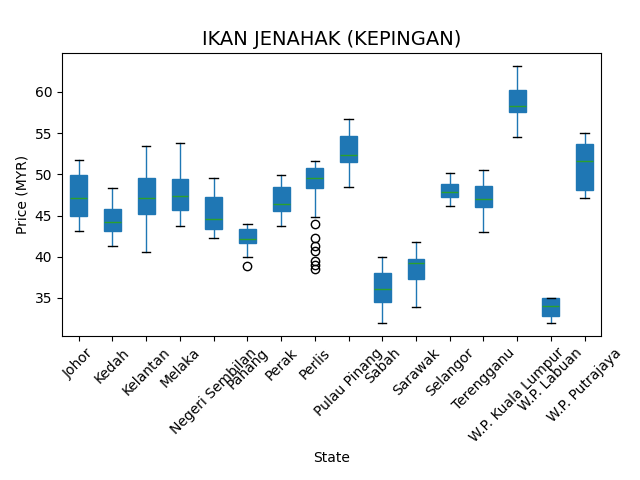 IKAN JENAHAK (KEPINGAN)
Price (MYR)
60
55
50
45
40
35
Johor
Kedah
Kelantan
Melaka
Negeri Sembilan
Pahang
Perak
Perlis
Pulau Pinang
Sabah
Sarawak
Selangor
Terengganu
W.P. Kuala Lumpur
W.P. Labuan
W.P. Putrajaya
State